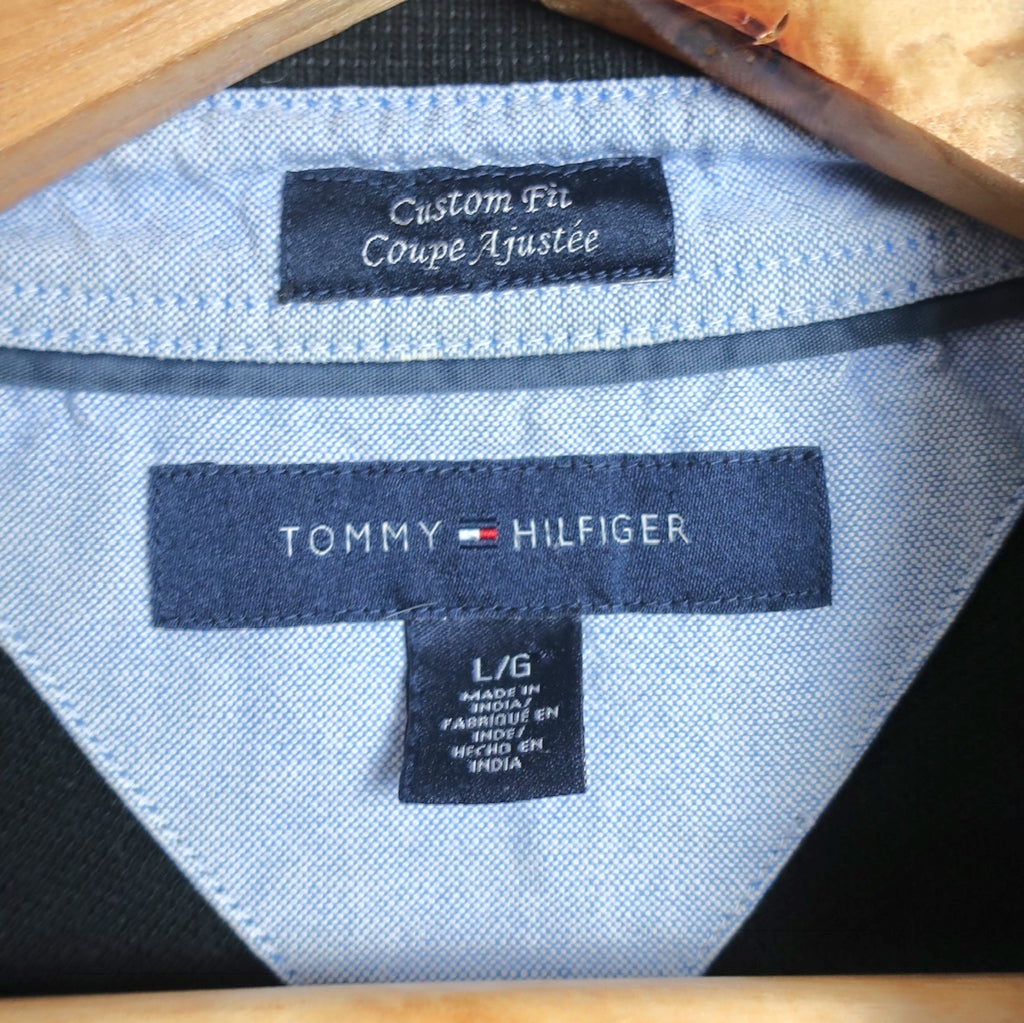 Custom Fit
Coupe Ajustée
TOMMY HILFIGER
L/G
MADE IN
INDIA/
FABRIQUÉ EN
INDE/
HECHO EN
INDIA